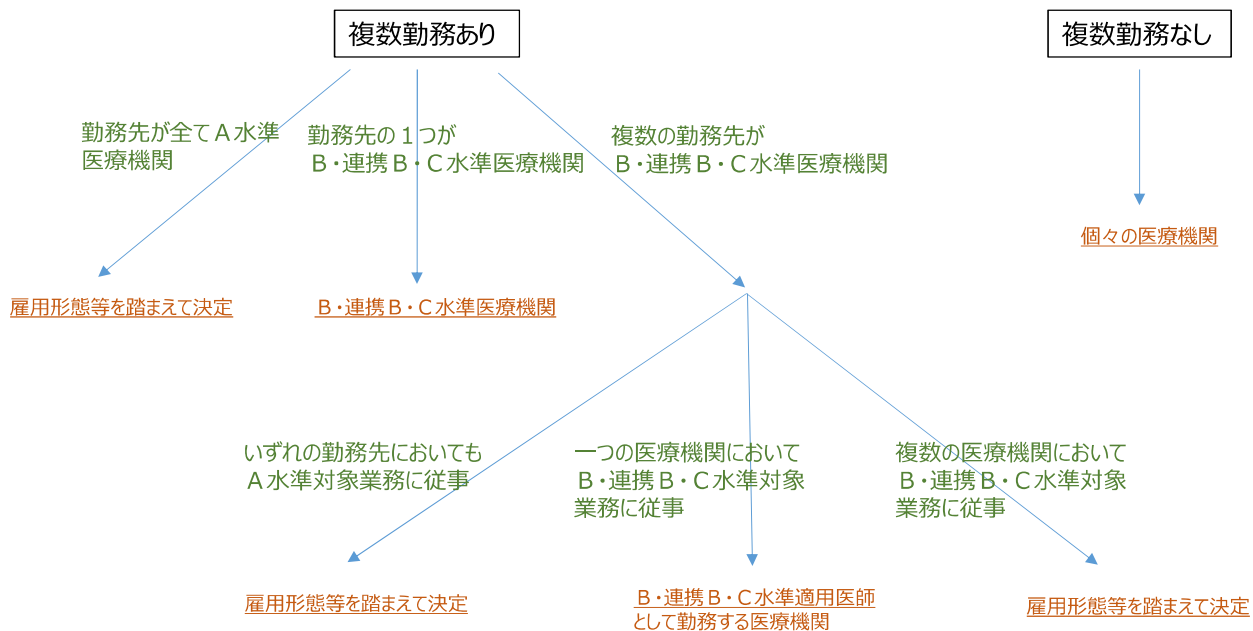 複数勤務あり
複数勤務なし
勤務先が全てA水準
医療機関
勤務先の１つが
B・連携B・C水準医療機関
複数の勤務先が
B・連携B・C水準医療機関
個々の医療機関
雇用形態等を踏まえて決定
B・連携B・C水準医療機関
いずれの勤務先においても
A水準対象業務に従事
一つの医療機関において
B・連携B・C水準対象
業務に従事
複数の医療機関において
B・連携B・C水準対象
業務に従事
雇用形態等を踏まえて決定
B・連携B・C水準適用医師
として勤務する医療機関
雇用形態等を踏まえて決定